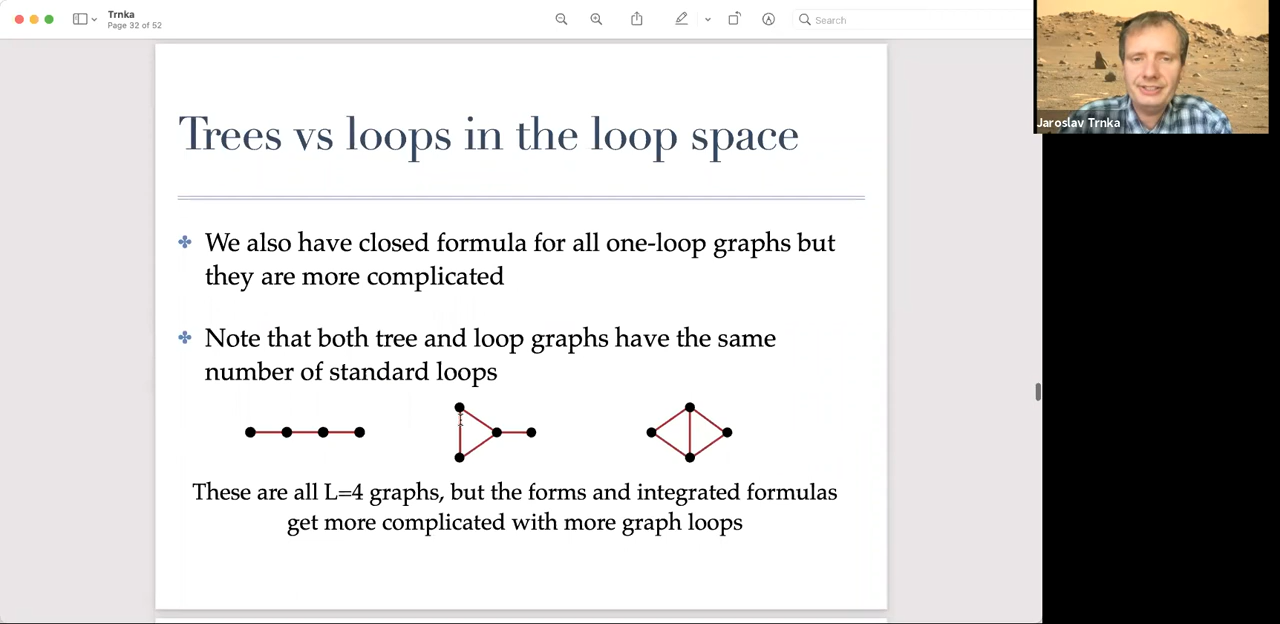 Trnka
Page 32 of 52
Search
Jaroslav Trnka
Trees vs loops in the loop space
We also have closed formula for all one-loop graphs but
they are more complicated
Note that both tree and loop graphs have the same
number of standard loops
These are all L=4 graphs, but the forms and integrated formulas
get more complicated with more graph loops